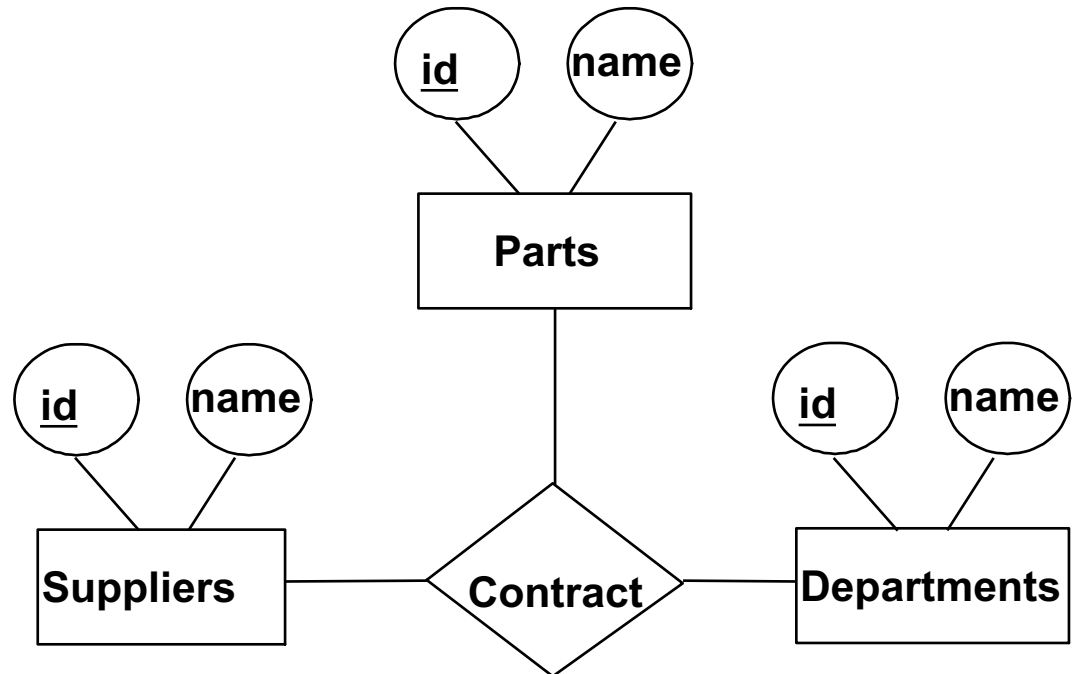 id
name
Parts
id
name
id
name
Suppliers
Contract
Departments